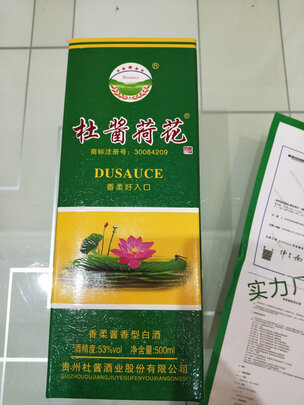 杜酱荷花®
商标注册号：30084209
DUSAUCE
香柔好入口
香柔酱香型白酒
酒精度:53%vol 净含量:500ml
贵州杜酱酒业股份有限公司
GUIZHOUDUJIANGJIUYEGUFENYOUXIANGONGSI
实力厂